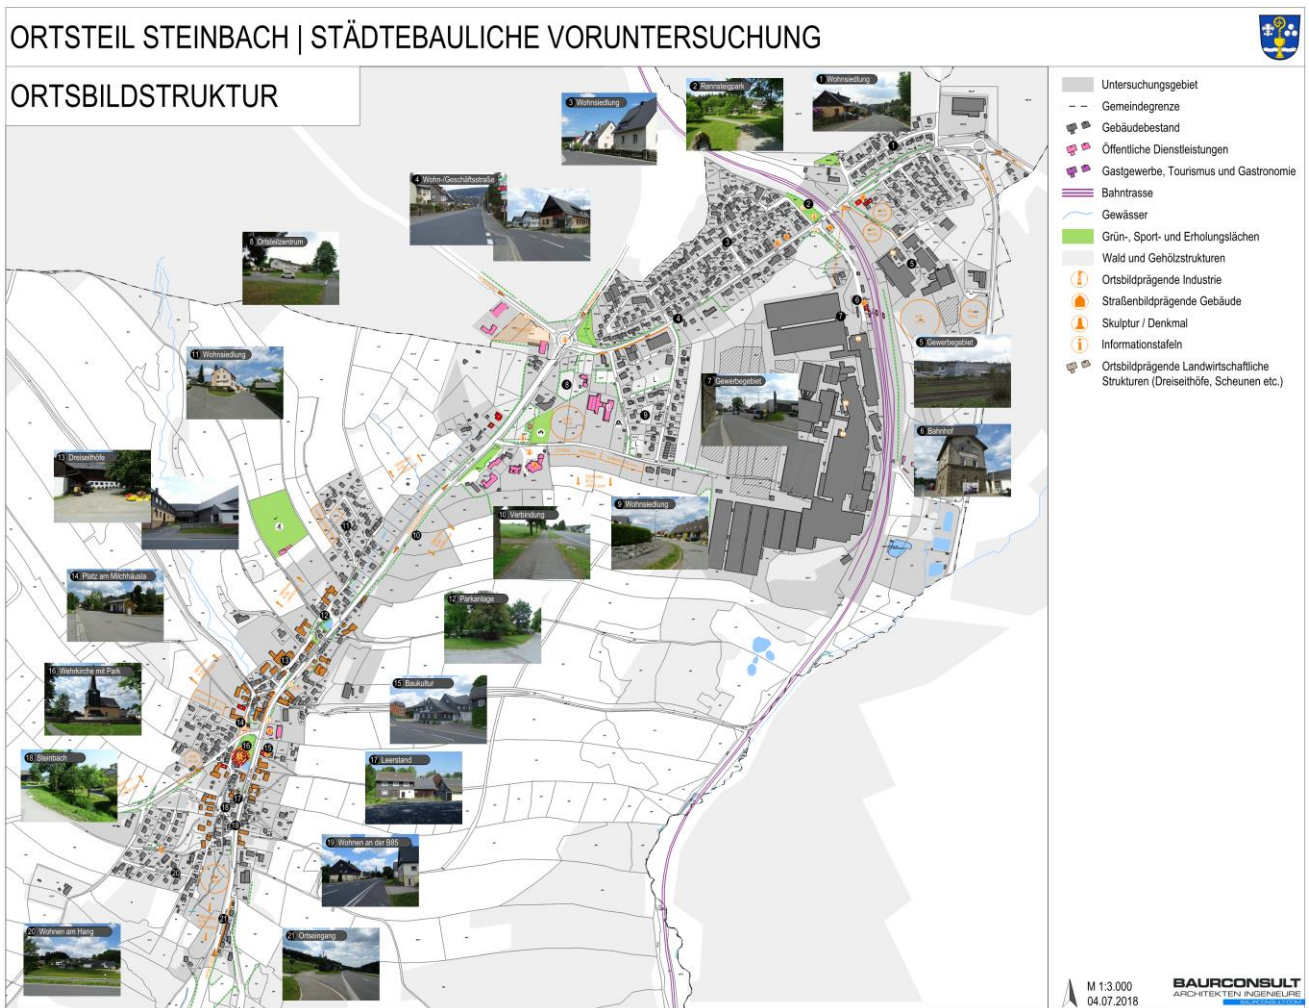 ORTSTEIL STEINBACH | STÄDTEBAULICHE VORUNTERSUCHUNG
ORTSBILDSTRUKTUR
1 Wohnsiedlung
2 Rennsteigpark
3 Wohnsiedlung
4 Wohn-/Geschäftsstraße
8 Ortsteilzentrum
11 Wohnsiedlung
5 Gewerbegebiet
7 Gewerbegebiet
6 Bahnhof
13 Dreiseithöfe
9 Wohnsiedlung
10 Verbindung
14 Platz am Milchhäusla
12 Parkanlage
16 Wehrkirche mit Park
15 Baukultur
18 Steinbach
17 Leerstand
19 Wohnen an der B85
20 Wohnen am Hang
21 Ortseingang
Untersuchungsgebiet
Gemeindegrenze
Gebäudebestand
Öffentliche Dienstleistungen
Gastgewerbe, Tourismus und Gastronomie
Bahntrasse
Gewässer
Grün-, Sport- und Erholungslächen
Wald und Gehölzstrukturen
Ortsbildprägende Industrie
Straßenbildprägende Gebäude
Skulptur / Denkmal
Informationstafeln
Ortsbildprägende Landwirtschaftliche
Strukturen (Dreiseithöfe, Scheunen etc.)
M 1:3.000
04.07.2018
BAURCONSULT
ARCHITEKTEN INGENIEURE